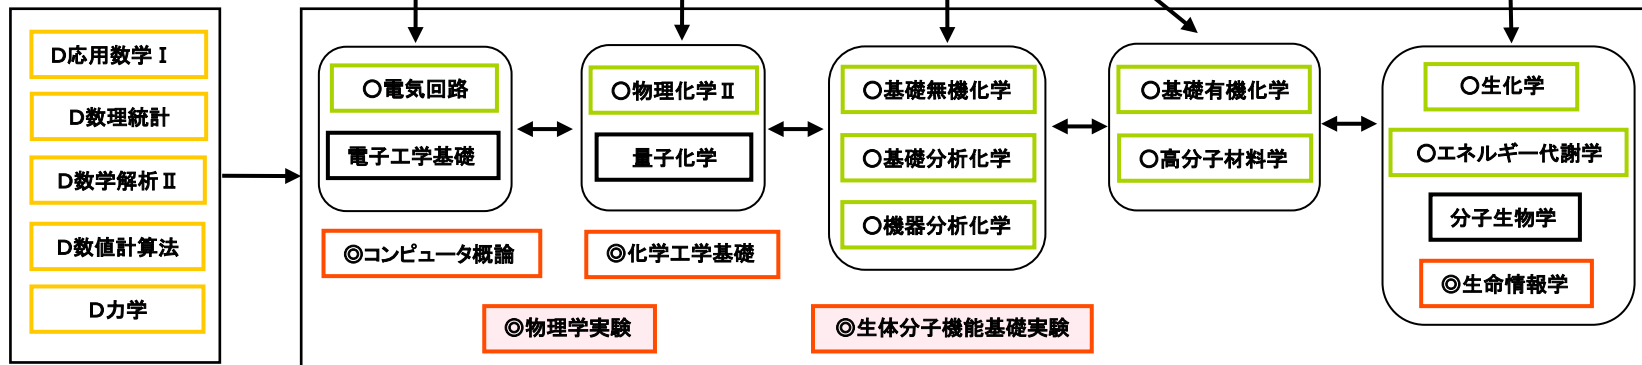 D応用数学Ⅰ
D数理統計
D数学解析Ⅱ
D数値計算法
D力学
○電気回路
電子工学基礎
◎コンピュータ概論
○物理化学Ⅱ
量子化学
◎化学工学基礎
○基礎無機化学
○基礎分析化学
○機器分析化学
○基礎有機化学
○高分子材料学
○生化学
○エネルギー代謝学
分子生物学
◎生命情報学
◎物理学実験
◎生体分子機能基礎実験